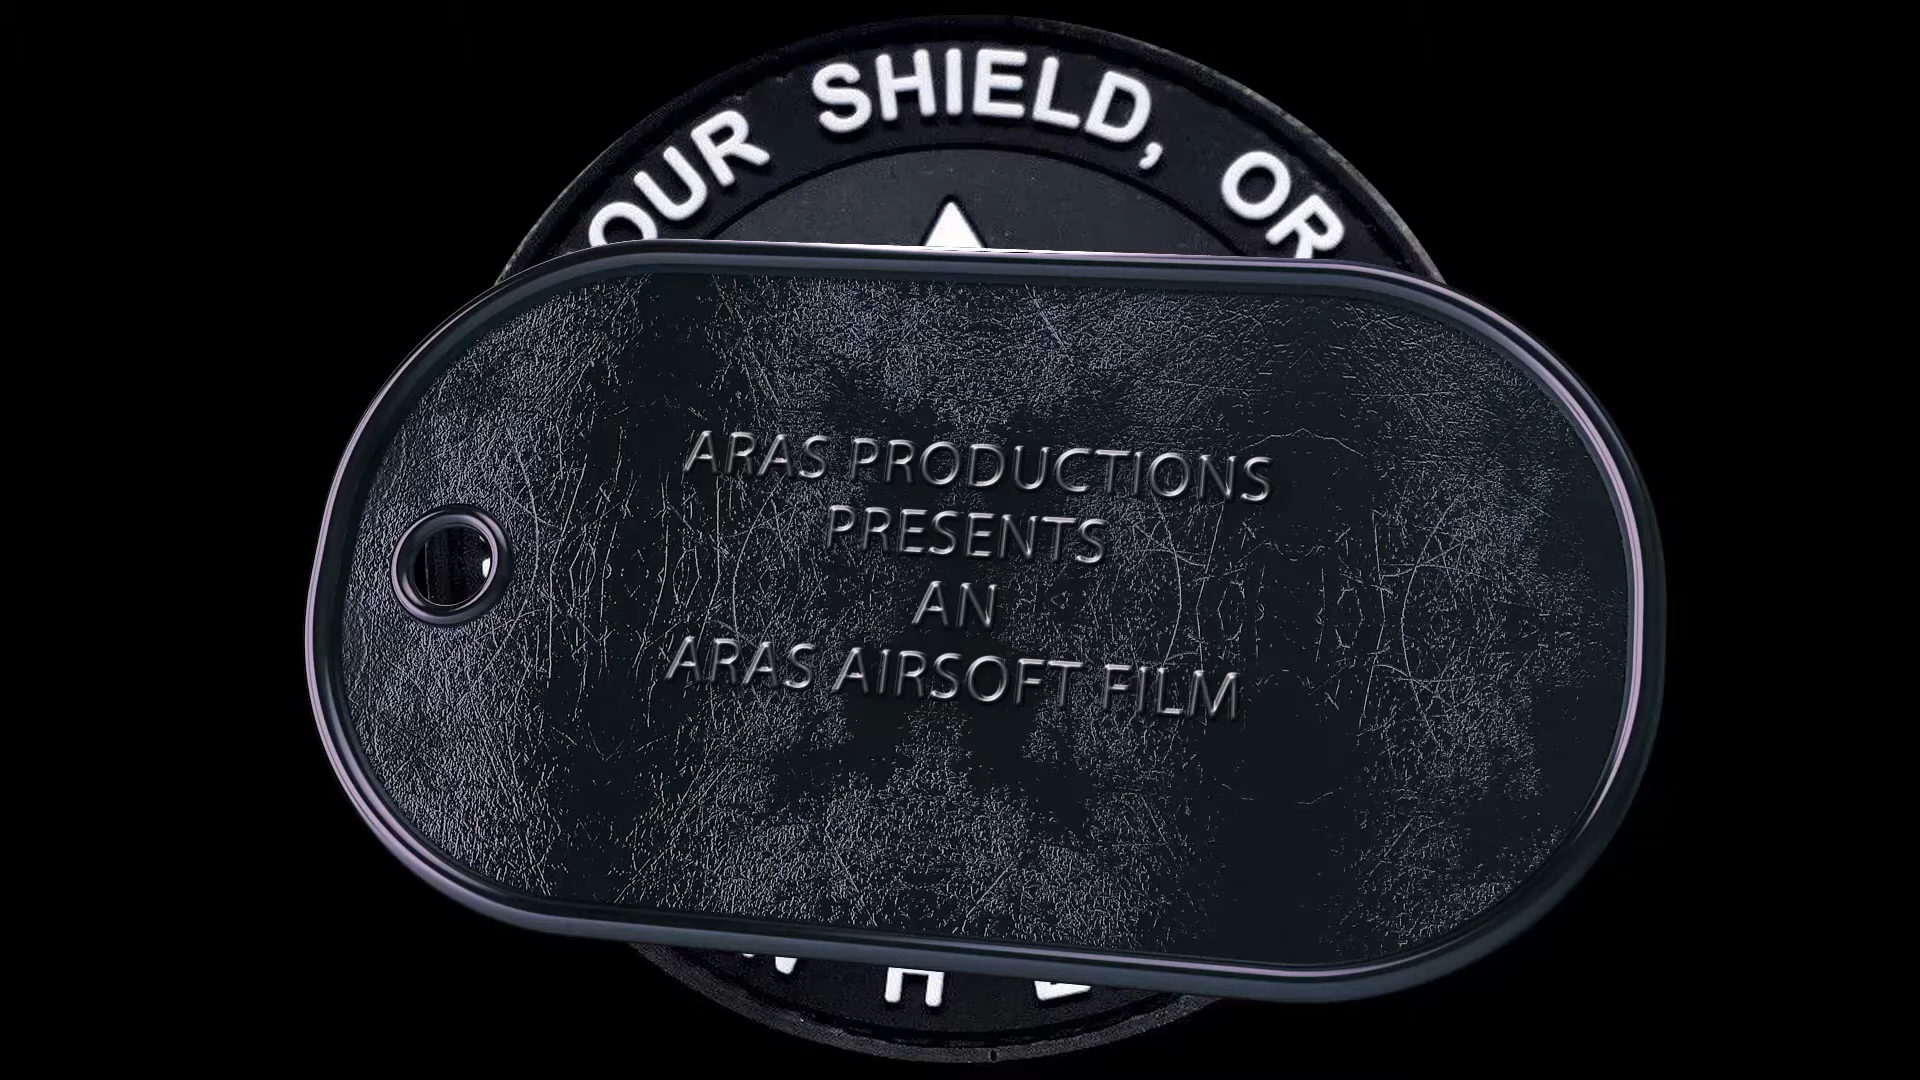 OUR SHIELD, OR
ARAS PRODUCTIONS
PRESENTS
AN
ARAS AIRSOFT FILM